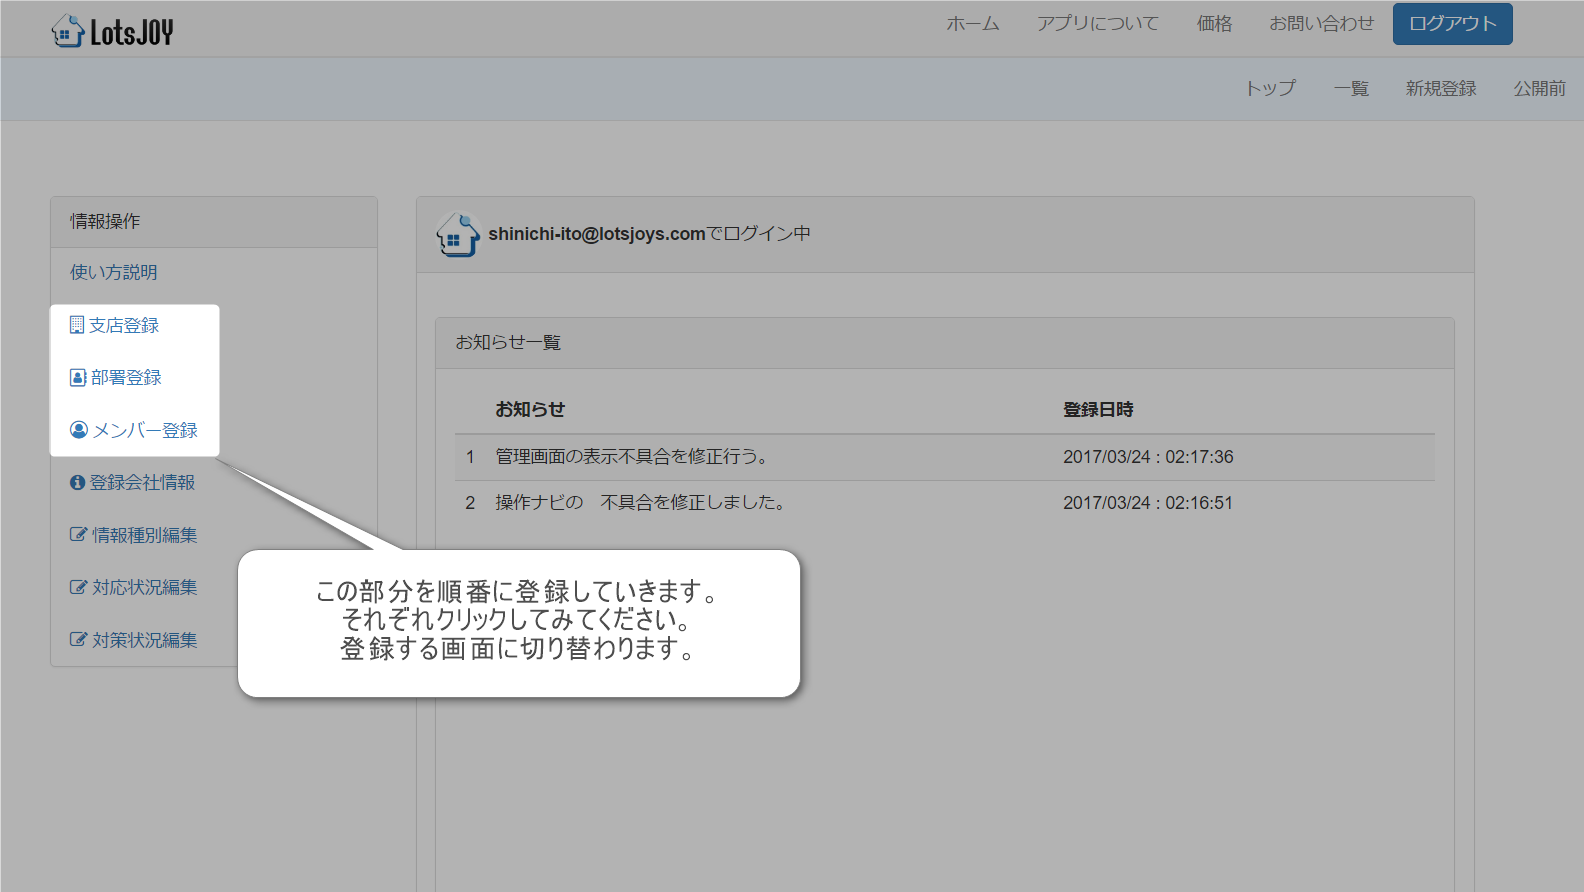 LotsJOY
ホーム アプリについて 価格 お問い合わせ ログアウト
トップ 一覧 新規登録 公開前
情報操作
使い方説明
支店登録
部署登録
メンバー登録
登録会社情報
情報種別編集
対応状況編集
対策状況編集
shinichi-ito@lotsjoys.comでログイン中
お知らせ一覧
お知らせ 登録日時
1 管理画面の表示不具合を修正行う。 2017/03/24 : 02:17:36
2 操作ナビの　不具合を修正しました。 2017/03/24 : 02:16:51
この部分を順番に登録していきます。
それぞれクリックしてみてください。
登録する画面に切り替わります。